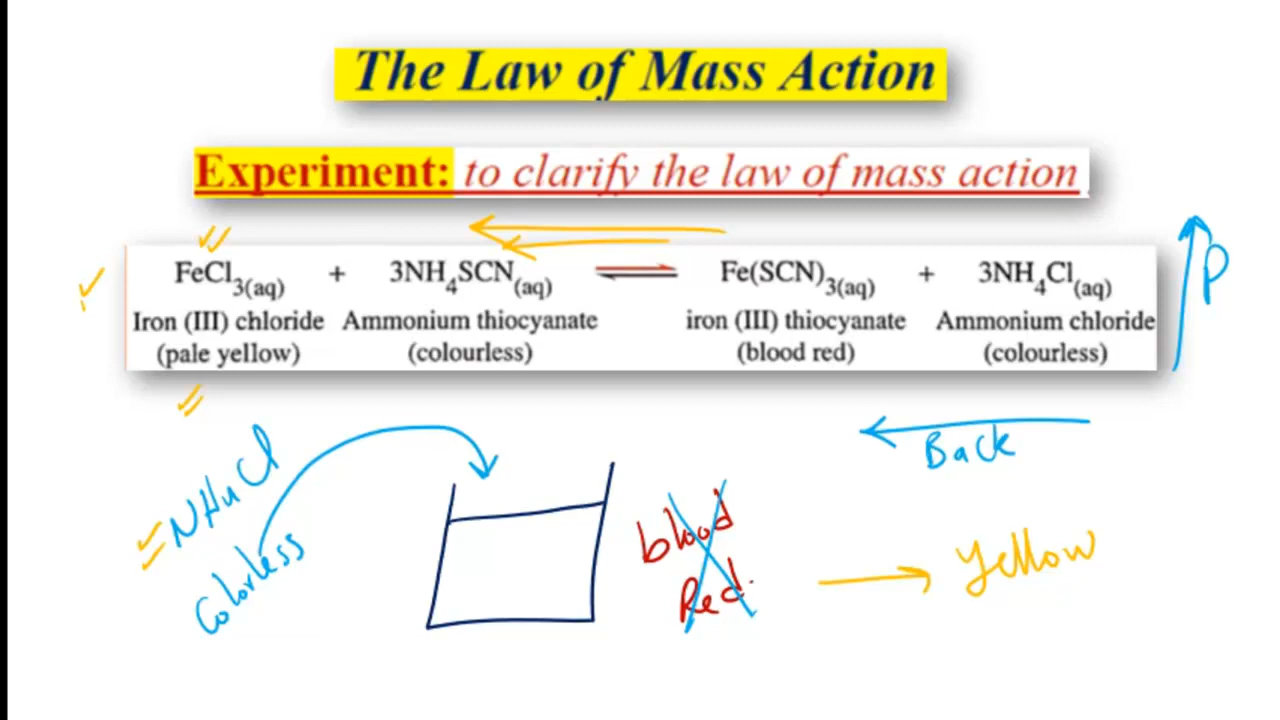 The Law of Mass Action
Experiment: to clarify the law of mass action
FeCl3(aq) + 3NH4SCN(aq) ⇌ Fe(SCN)3(aq) + 3NH4Cl(aq)
Iron (III) chloride Ammonium thiocyanate iron (III) thiocyanate Ammonium chloride
(pale yellow) (colourless) (blood red) (colourless)
P
Back
NH4Cl
Colorless
blood
Red
Yellow